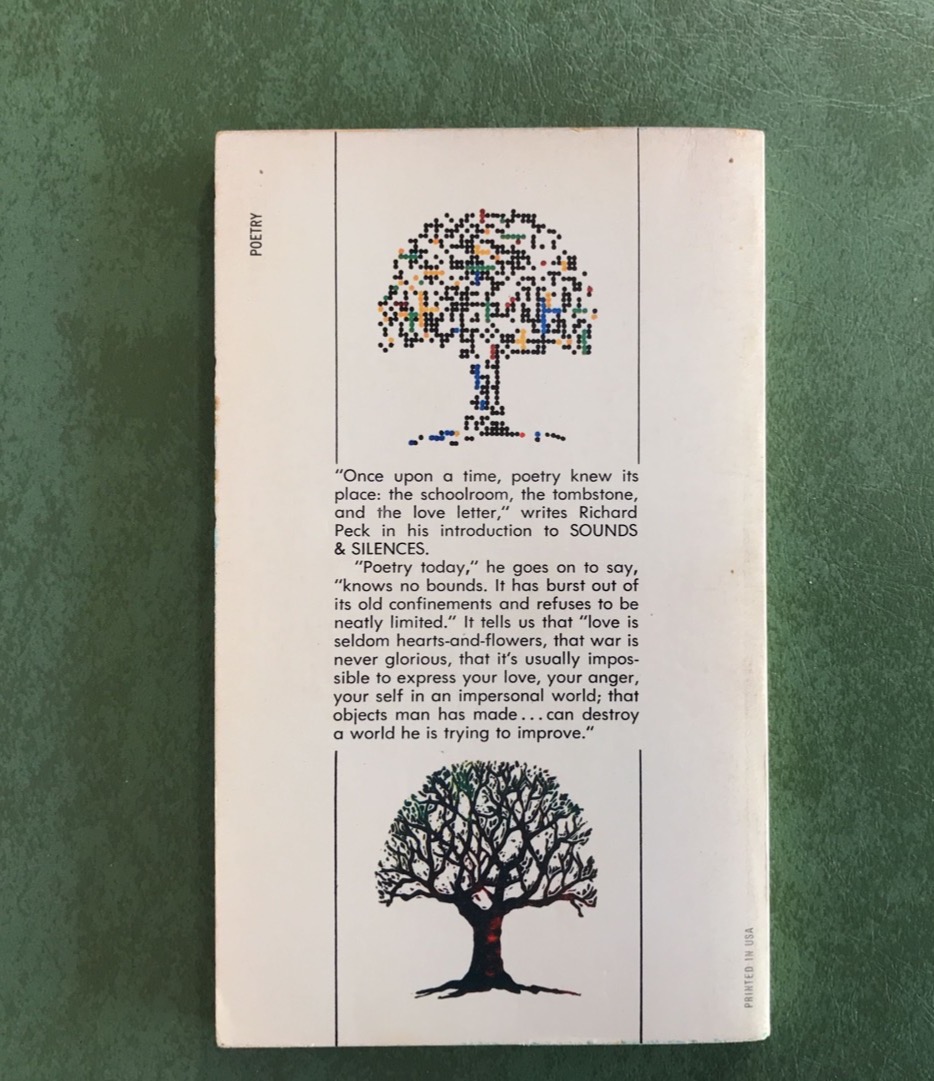 POETRY
"Once upon a time, poetry knew its
place: the schoolroom, the tombstone,
and the love letter," writes Richard
Peck in his introduction to SOUNDS
& SILENCES.
"Poetry today," he goes on to say,
"knows no bounds. It has burst out of
its old confinements and refuses to be
neatly limited." It tells us that "love is
seldom hearts-and-flowers, that war is
never glorious, that it's usually impos-
sible to express your love, your anger,
your self in an impersonal world; that
objects man has made...can destroy
a world he is trying to improve."
PRINTED IN USA